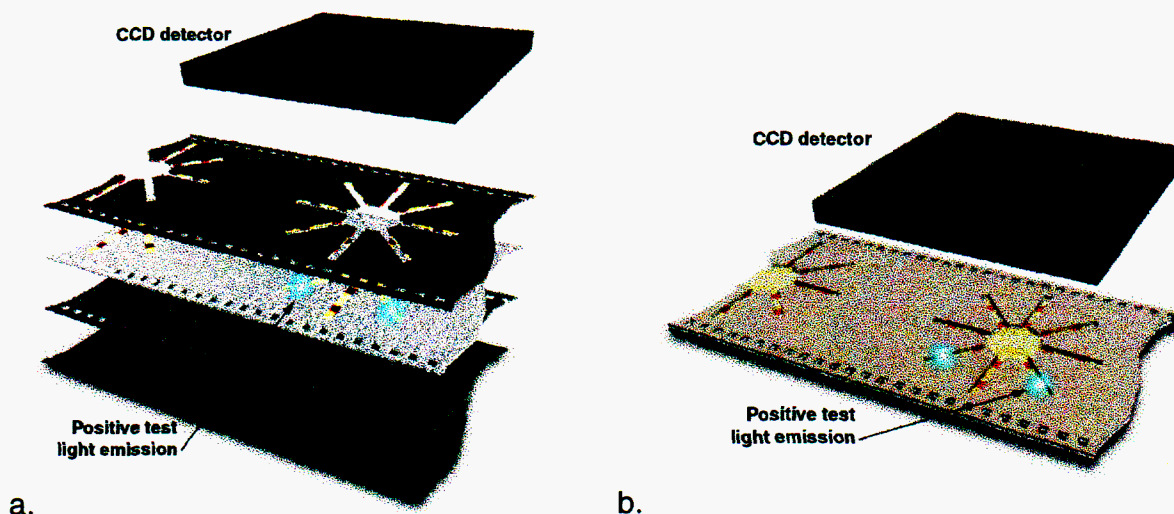 CCD detector
Positive test
light emission
a.
CCD detector
Positive test
light emission
b.